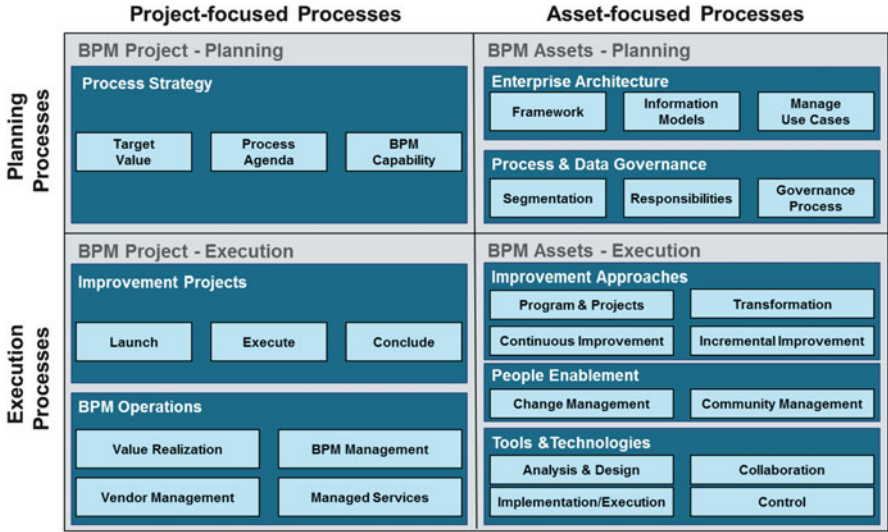 Project-focused Processes
Asset-focused Processes
Planning
Processes
BPM Project - Planning
Process Strategy
Target
Value
Process
Agenda
BPM
Capability
BPM Assets - Planning
Enterprise Architecture
Framework
Information
Models
Manage
Use Cases
Process & Data Governance
Segmentation
Responsibilities
Governance
Process
Execution
Processes
BPM Project - Execution
Improvement Projects
Launch
Execute
Conclude
BPM Operations
Value Realization
BPM Management
Vendor Management
Managed Services
BPM Assets - Execution
Improvement Approaches
Program & Projects
Transformation
Continuous Improvement
Incremental Improvement
People Enablement
Change Management
Community Management
Tools &Technologies
Analysis & Design
Collaboration
Implementation/Execution
Control